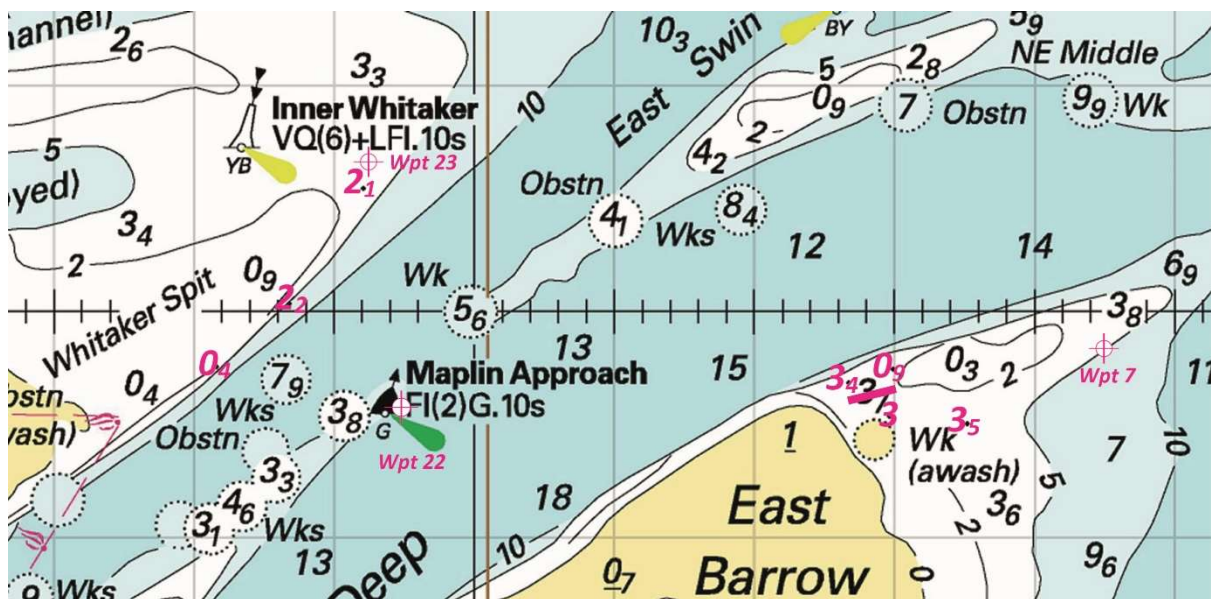 hannel)
2₆
3₃
10₃
East Swin
BY
5
2₈
0₉
7
Obstn
5₉
NE Middle
9₉
Wk
Inner Whitaker
VQ(6)+LFl.10s
YB
Wpt 23
2₁
10
5
yed)
3₄
2
4₂
2
Obstn
4₁
Wks
8₄
12
14
6₉
0₉
2₂
Whitaker Spit
Wk
5₆
13
15
3₈
0₃
2
Wpt 7
11
0₄
0₄
7₉
Wks
Maplin Approach
Fl(2)G.10s
3₈
G
Wpt 22
3₄
0₉
3
3₅
1
Wk
(awash)
7
10
5
bstn
wash)
Obstn
3₃
4₆
3₁
Wks
18
East
Barrow
3₆
2
9₆
13
Deep
10
0₇
0
9
Wks